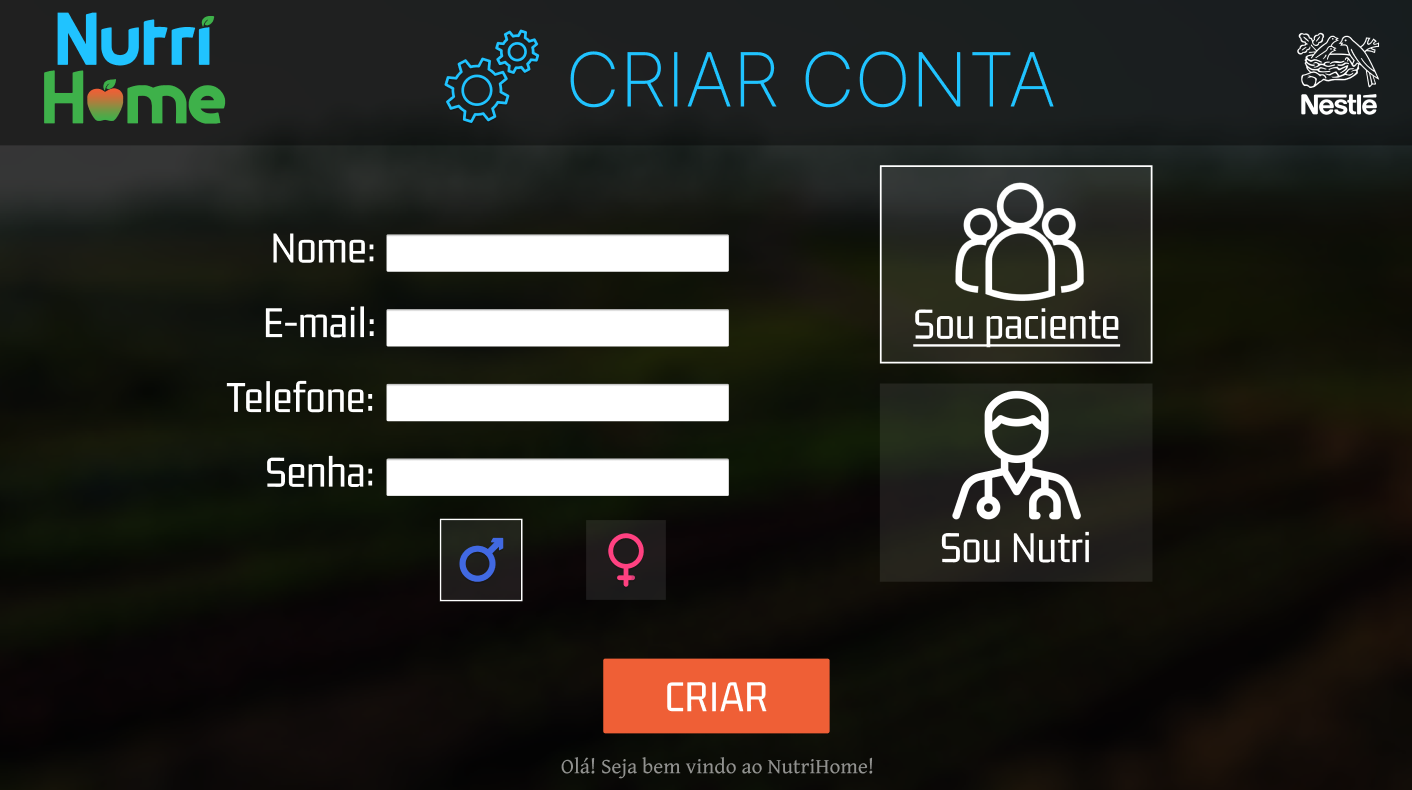 Nutri
Home
CRIAR CONTA
Nestlé
Nome:
E-mail:
Telefone:
Senha:
Sou paciente
Sou Nutri
CRIAR
Olá! Seja bem vindo ao NutriHome!